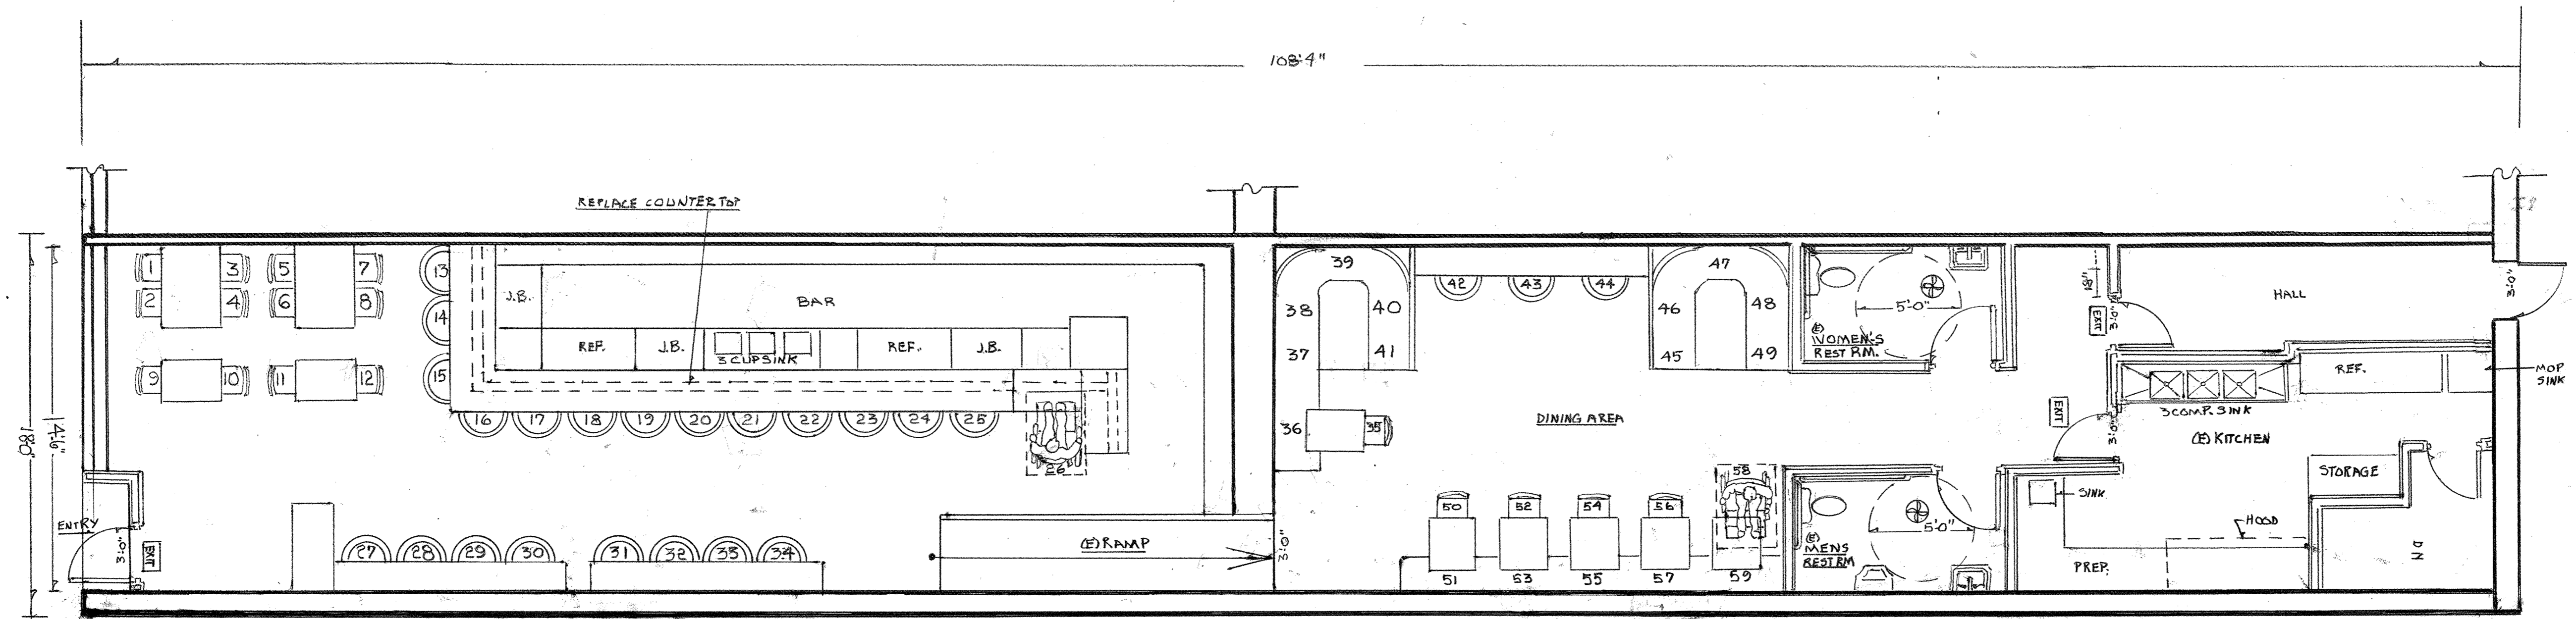 108'-4"
REPLACE COUNTERTOP
1 3 5 7
2 4 6 8
9 10 11 12
13
14
15
J.B.
BAR
REF. J.B. 3 CUP SINK REF. J.B.
16 17 18 19 20 21 22 23 24 25
26
18'0"
14'-6"
ENTRY
3'-0"
EXIT
27 28 29 30 31 32 33 34
(E) RAMP
3'-0"
39
38 40
37 41
36 35
42 43 44
47
46 48
45 49
DINING AREA
50 52 54 56 58
51 53 55 57 59
5'-0"
(E)
WOMEN'S
REST RM.
5'-0"
(E)
MENS
REST RM
18"
EXIT
3'-0"
HALL
3'-0"
REF.
MOP
SINK
3 COMP. SINK
EXIT
3'-0"
(E) KITCHEN
STORAGE
SINK
HOOD
PREP.
DN